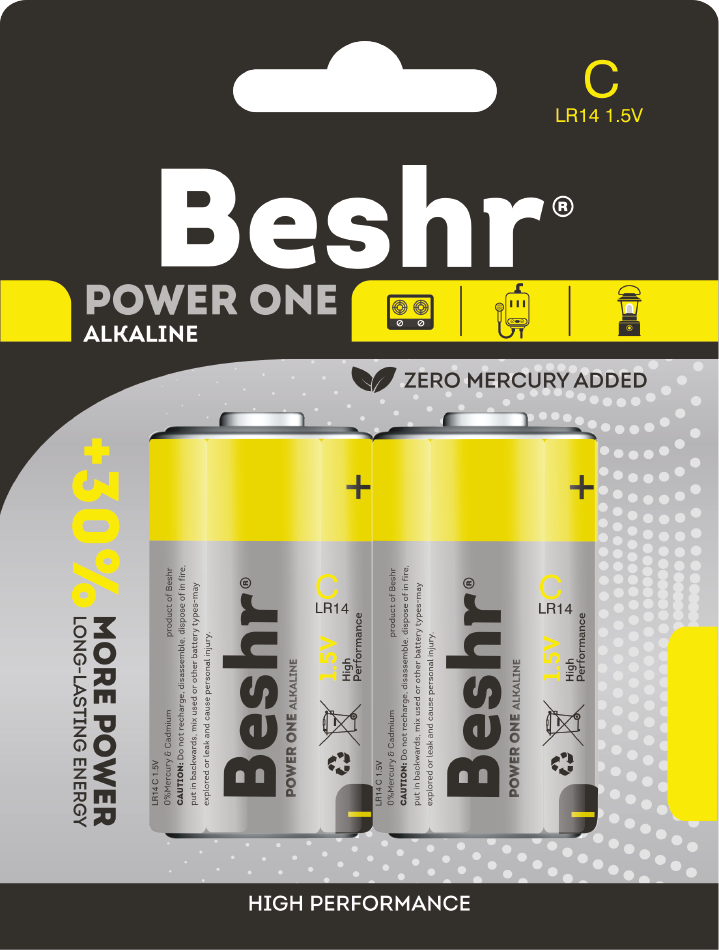 C
LR14 1.5V
Beshr®
POWER ONE
ALKALINE
ZERO MERCURY ADDED
+30%
MORE POWER
LONG-LASTING ENERGY
LR14 C 1.5V
0%Mercury & Cadmium product of Beshr
CAUTION: Do not recharge, disassemble, dispose of in fire,
put in backwards, mix used or other battery types-may
explored or leak and cause personal injury.
Beshr®
POWER ONE ALKALINE
+
C
LR14
1.5V
High
Performance
–
LR14 C 1.5V
0%Mercury & Cadmium product of Beshr
CAUTION: Do not recharge, disassemble, dispose of in fire,
put in backwards, mix used or other battery types-may
explored or leak and cause personal injury.
Beshr®
POWER ONE ALKALINE
+
C
LR14
1.5V
High
Performance
–
HIGH PERFORMANCE